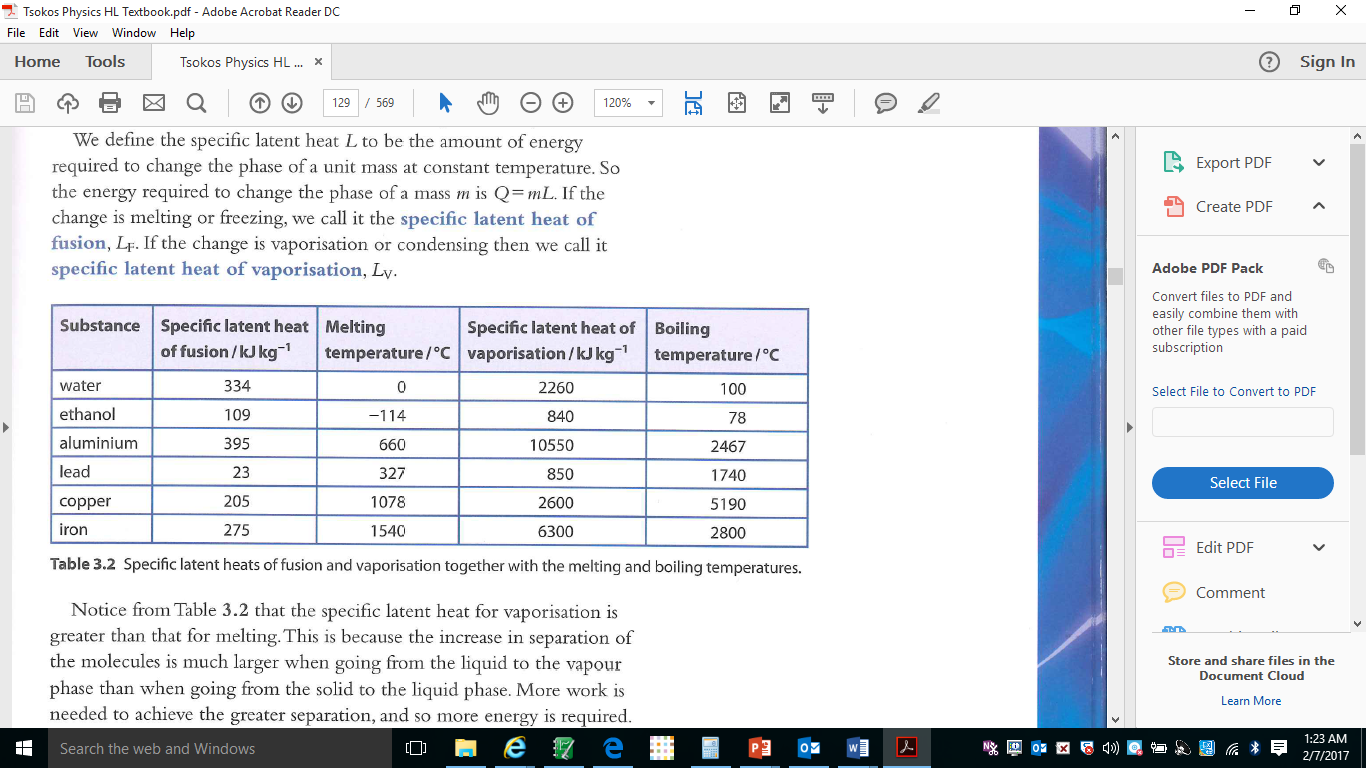 Tsokos Physics HL Textbook.pdf - Adobe Acrobat Reader DC
File Edit View Window Help
Home Tools Tsokos Physics HL ... × ? Sign In
129 / 569 120%
We define the specific latent heat L to be the amount of energy
required to change the phase of a unit mass at constant temperature. So
the energy required to change the phase of a mass m is Q=mL. If the
change is melting or freezing, we call it the specific latent heat of
fusion, LF. If the change is vaporisation or condensing then we call it
specific latent heat of vaporisation, LV.
Substance Specific latent heat of fusion / kJ kg⁻¹ Melting temperature / °C Specific latent heat of vaporisation / kJ kg⁻¹ Boiling temperature / °C
water 334 0 2260 100
ethanol 109 −114 840 78
aluminium 395 660 10550 2467
lead 23 327 850 1740
copper 205 1078 2600 5190
iron 275 1540 6300 2800
Table 3.2 Specific latent heats of fusion and vaporisation together with the melting and boiling temperatures.
Notice from Table 3.2 that the specific latent heat for vaporisation is
greater than that for melting. This is because the increase in separation of
the molecules is much larger when going from the liquid to the vapour
phase than when going from the solid to the liquid phase. More work is
needed to achieve the greater separation, and so more energy is required.
Export PDF
Create PDF
Adobe PDF Pack
Convert files to PDF and
easily combine them with
other file types with a paid
subscription
Select File to Convert to PDF
Select File
Edit PDF
Comment
Store and share files in the
Document Cloud
Learn More
Search the web and Windows
1:23 AM
2/7/2017